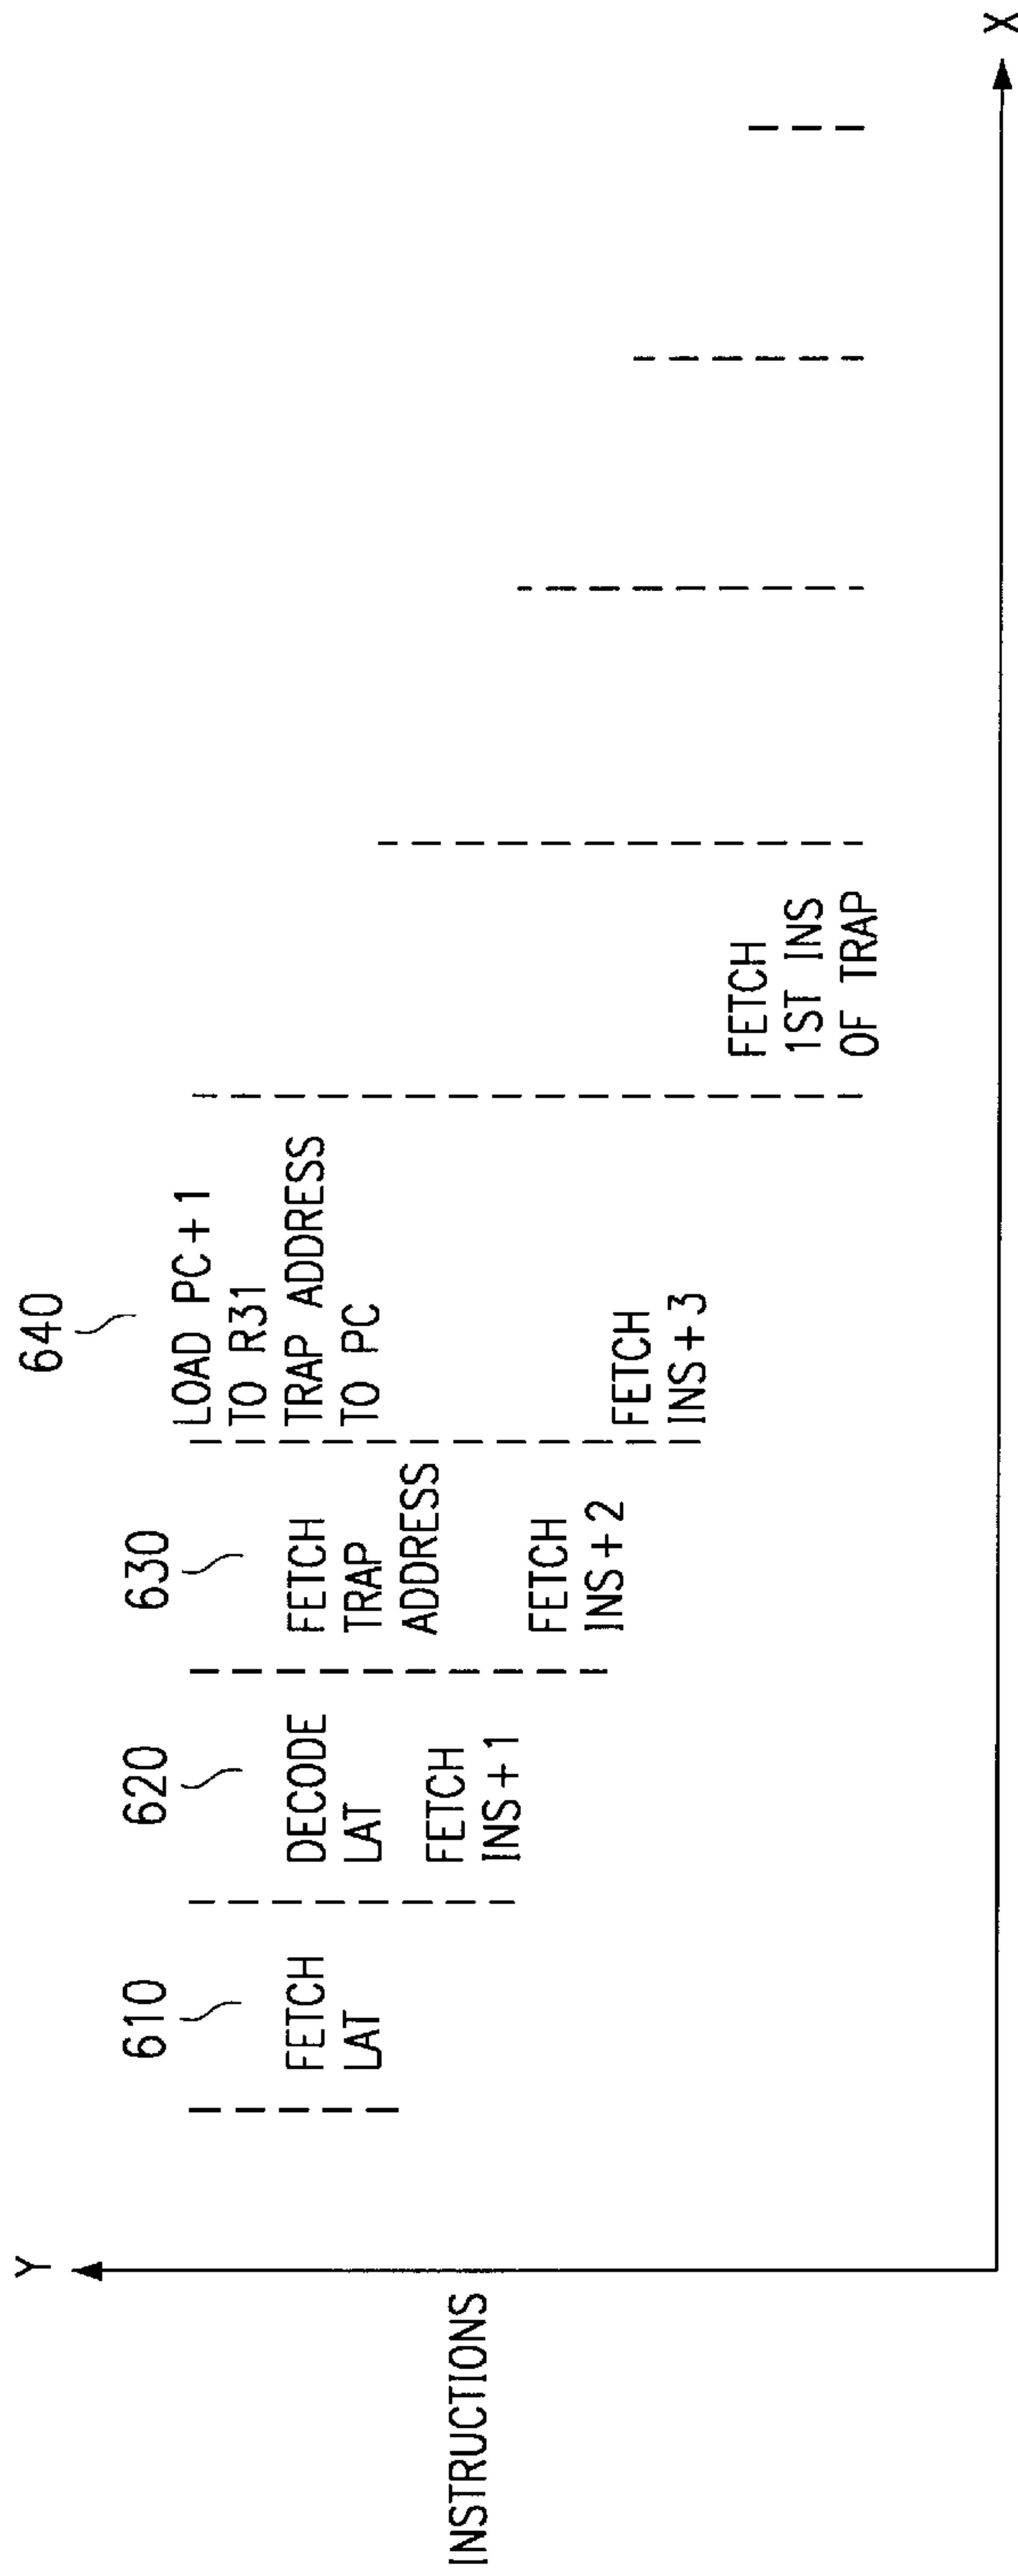 Y
INSTRUCTIONS
610
FETCH
LAT
620
DECODE
LAT
FETCH
INS+1
630
FETCH
TRAP
ADDRESS
FETCH
INS+2
640
LOAD PC+1
TO R31
TRAP ADDRESS
TO PC
FETCH
INS+3
FETCH
1ST INS
OF TRAP
X